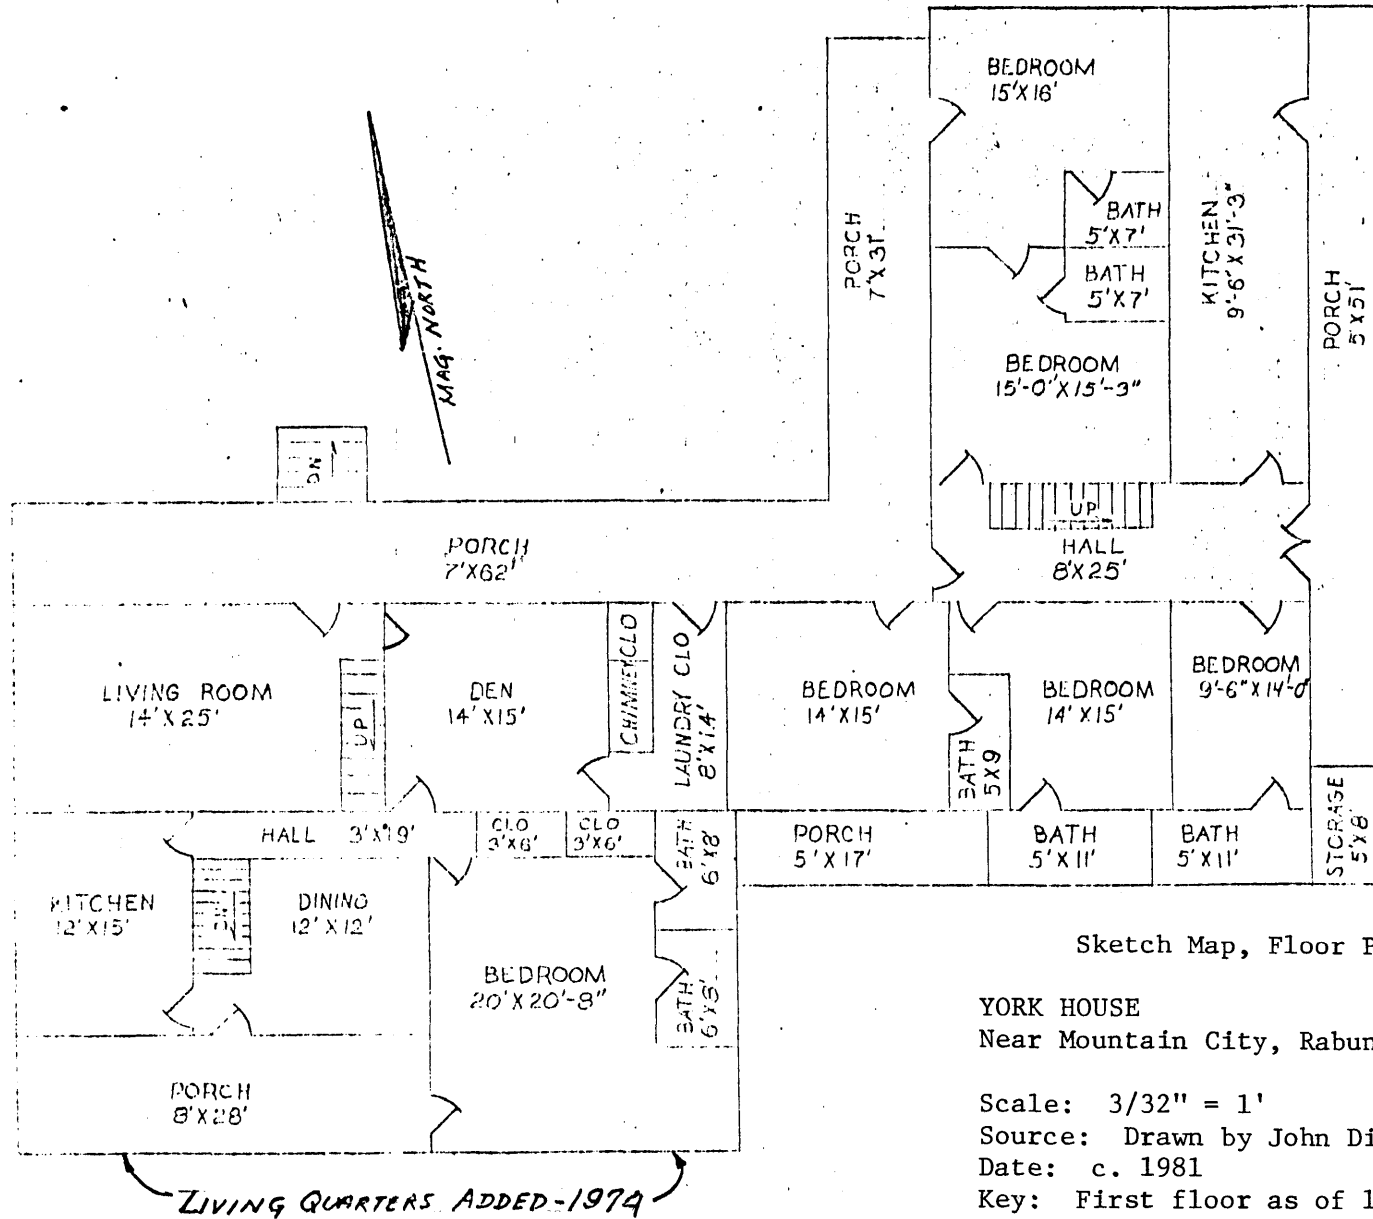 BEDROOM
15'X16'
BATH
5'X7'
BATH
5'X7'
KITCHEN
9'-6"X31'-3"
PORCH
7'X31'
PORCH
5'X51'
MAG. NORTH
BEDROOM
15'-0"X15'-3"
DN
UP
HALL
8'X25'
PORCH
7'X62'
LIVING ROOM
14'X25'
UP
DEN
14'X15'
CHIMNEY
CLO
LAUNDRY CLO
8'X14'
BEDROOM
14'X15'
BATH
5X9
BEDROOM
14'X15'
BEDROOM
9'-6"X14'-0"
HALL 3'X19'
CLO
3'X6'
CLO
3'X6'
BATH
6'X8'
PORCH
5'X17'
BATH
5'X11'
BATH
5'X11'
STORAGE
5'X8'
KITCHEN
12'X15'
DN
DINING
12'X12'
BEDROOM
20'X20'-8"
BATH
6'X8'
PORCH
8'X28'
LIVING QUARTERS ADDED-1974
Sketch Map, Floor P
YORK HOUSE
Near Mountain City, Rabun
Scale: 3/32" = 1'
Source: Drawn by John Di
Date: c. 1981
Key: First floor as of 1